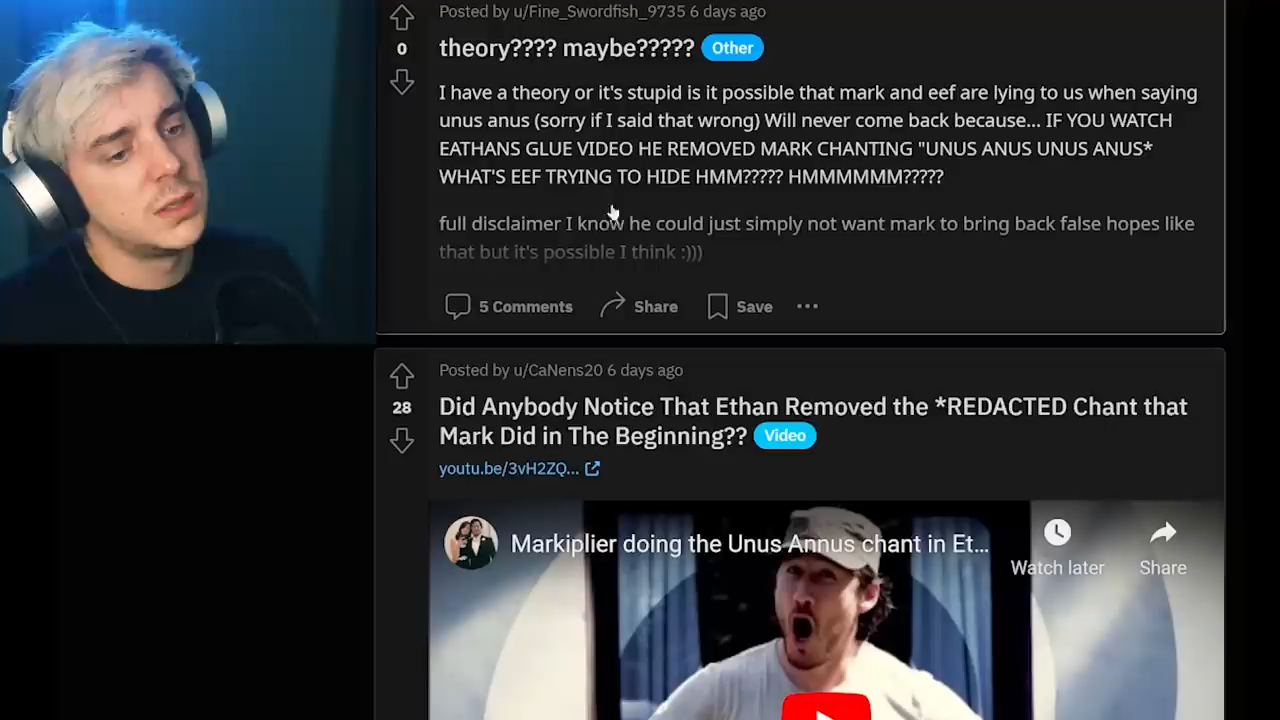 Posted by u/Fine_Swordfish_9735 6 days ago
0
theory???? maybe????? Other
I have a theory or it's stupid is it possible that mark and eef are lying to us when saying
unus anus (sorry if I said that wrong) Will never come back because... IF YOU WATCH
EATHANS GLUE VIDEO HE REMOVED MARK CHANTING "UNUS ANUS UNUS ANUS*
WHAT'S EEF TRYING TO HIDE HMM????? HMMMMMM?????
full disclaimer I know he could just simply not want mark to bring back false hopes like
that but it's possible I think :)))
5 Comments Share Save
Posted by u/CaNens20 6 days ago
28
Did Anybody Notice That Ethan Removed the *REDACTED Chant that
Mark Did in The Beginning?? Video
youtu.be/3vH2ZQ...
Markiplier doing the Unus Annus chant in Et...
Watch later Share